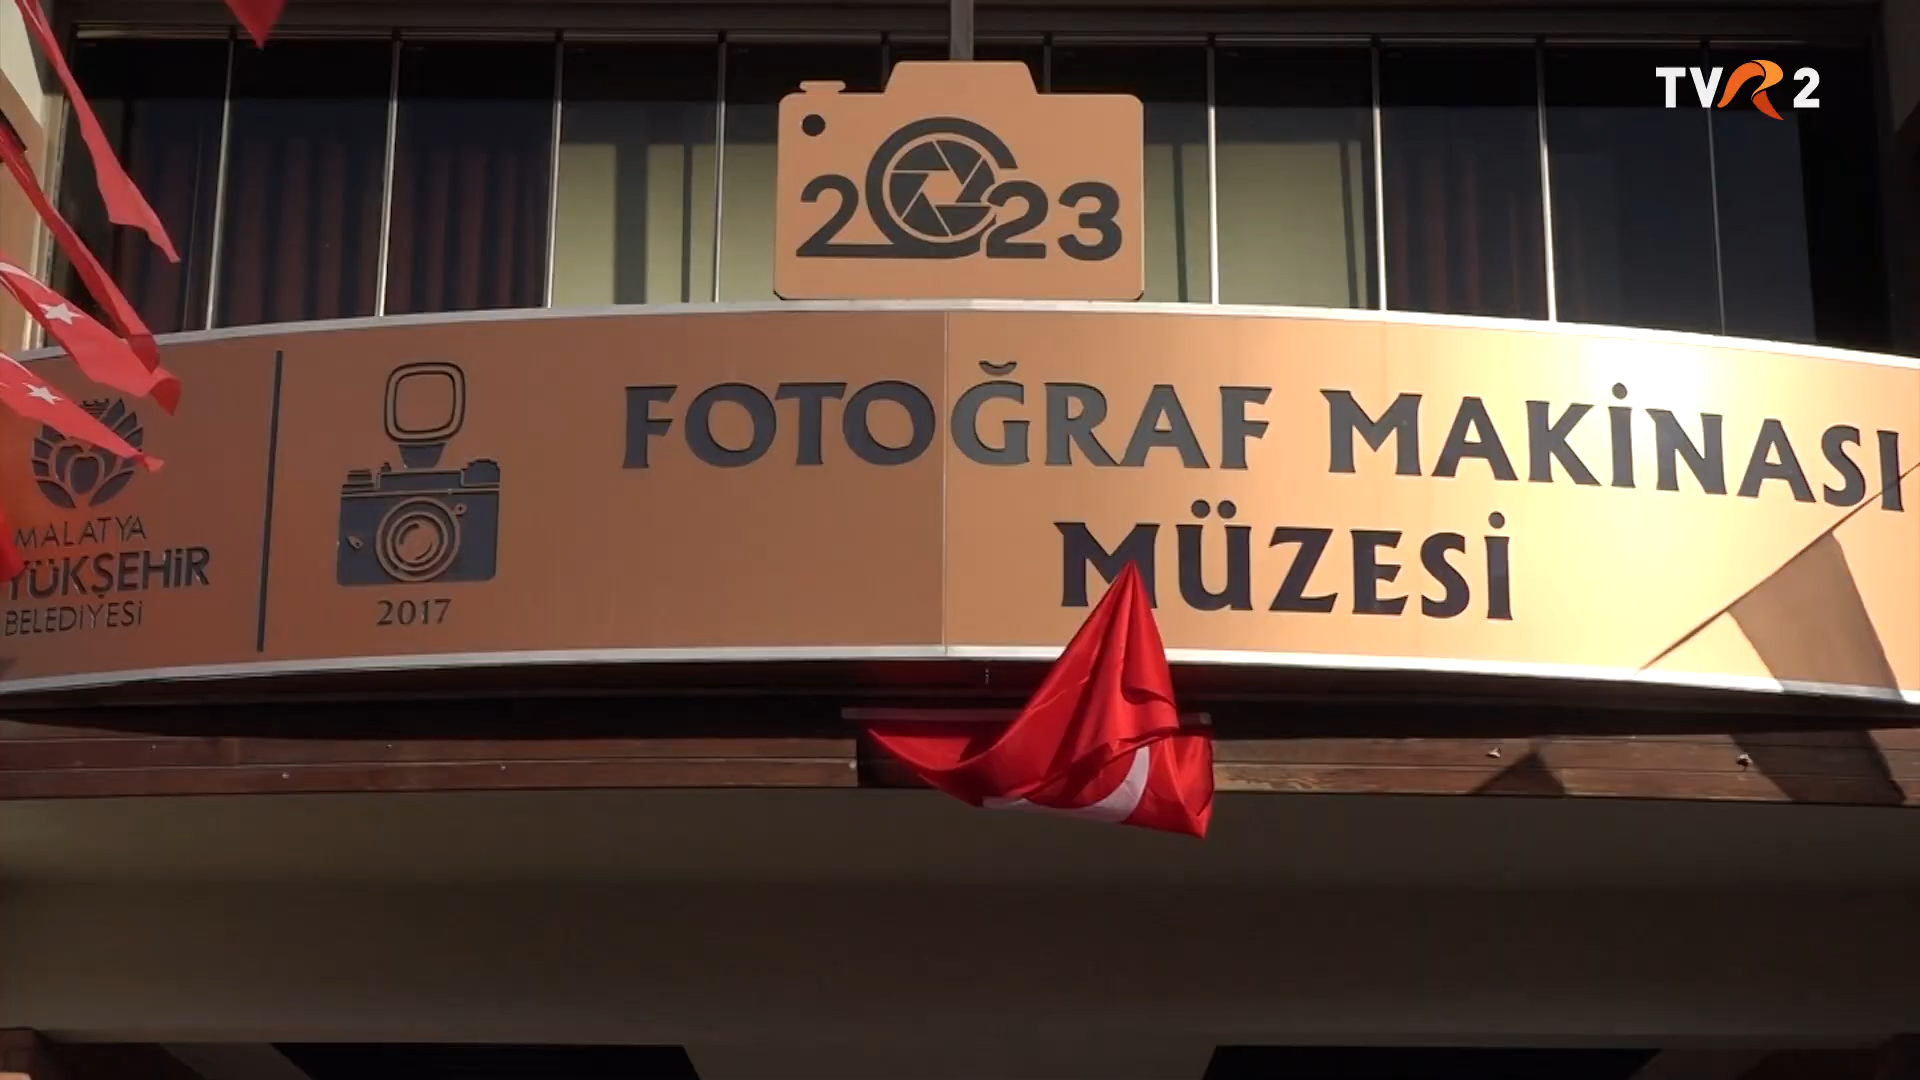 TVR 2
2023
FOTOĞRAF MAKİNASI
MÜZESİ
MALATYA
YÜKŞEHİR
BELEDİYESİ
2017